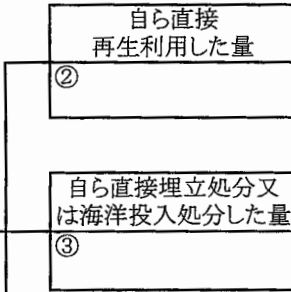 自ら直接
再生利用した量
②
自ら直接埋立処分又
は海洋投入処分した量
③